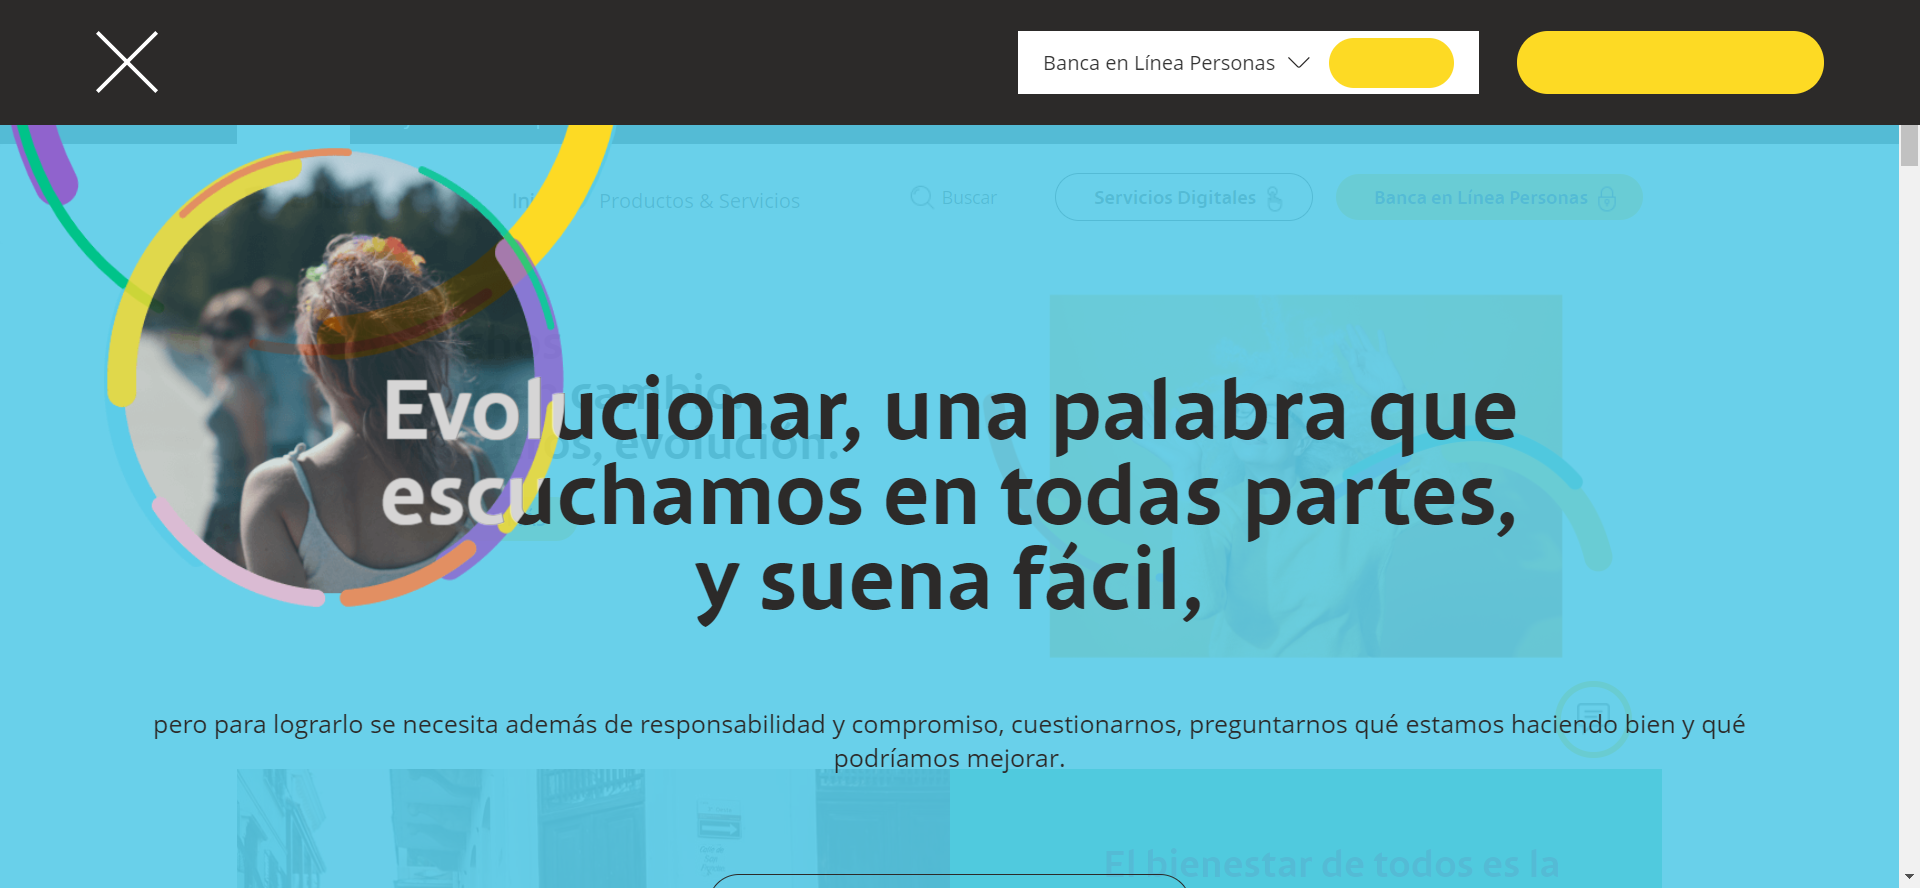 Banca en Línea Personas
Productos & Servicios
Buscar
Servicios Digitales
Banca en Línea Personas
cambio.
evolución.
Evolucionar, una palabra que
escuchamos en todas partes,
y suena fácil,
pero para lograrlo se necesita además de responsabilidad y compromiso, cuestionarnos, preguntarnos qué estamos haciendo bien y qué
podríamos mejorar.
El bienestar de todos es la